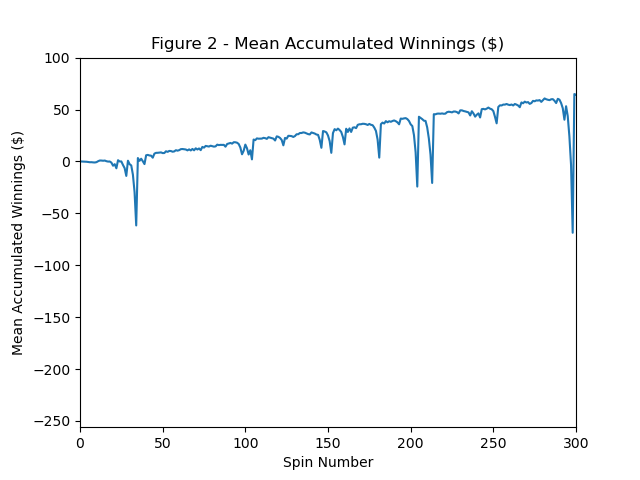 Figure 2 - Mean Accumulated Winnings ($)
Mean Accumulated Winnings ($)
100
50
0
−50
−100
−150
−200
−250
0 50 100 150 200 250 300
Spin Number